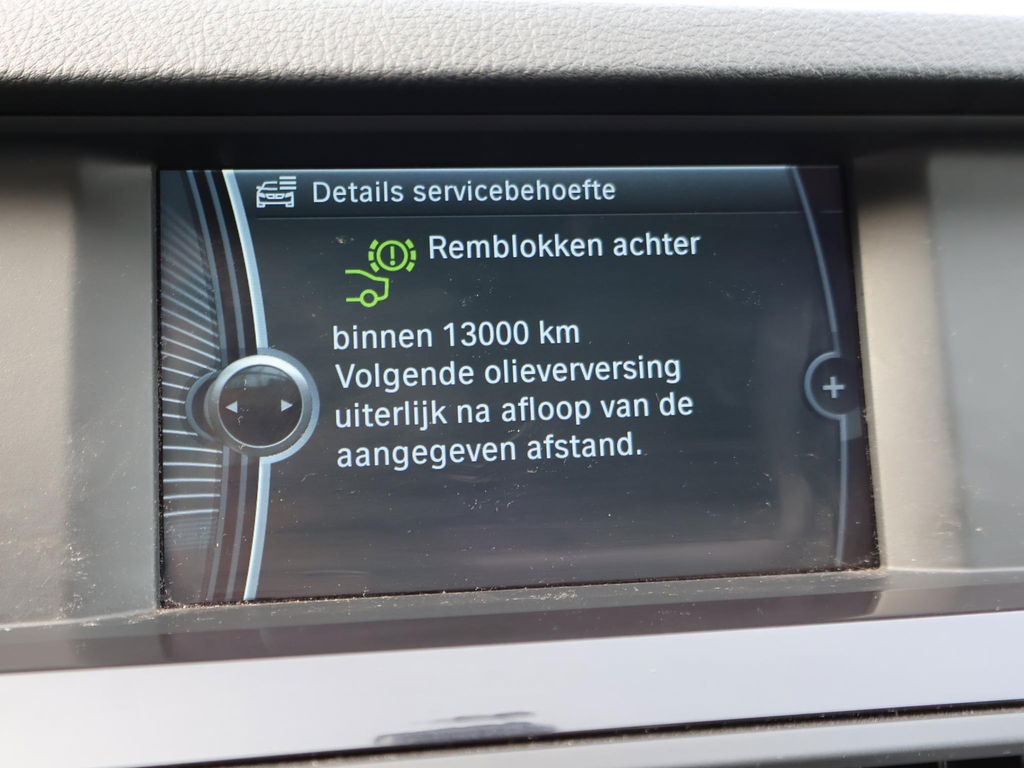 Details servicebehoefte
Remblokken achter
binnen 13000 km
Volgende olieverversing
uiterlijk na afloop van de
aangegeven afstand.